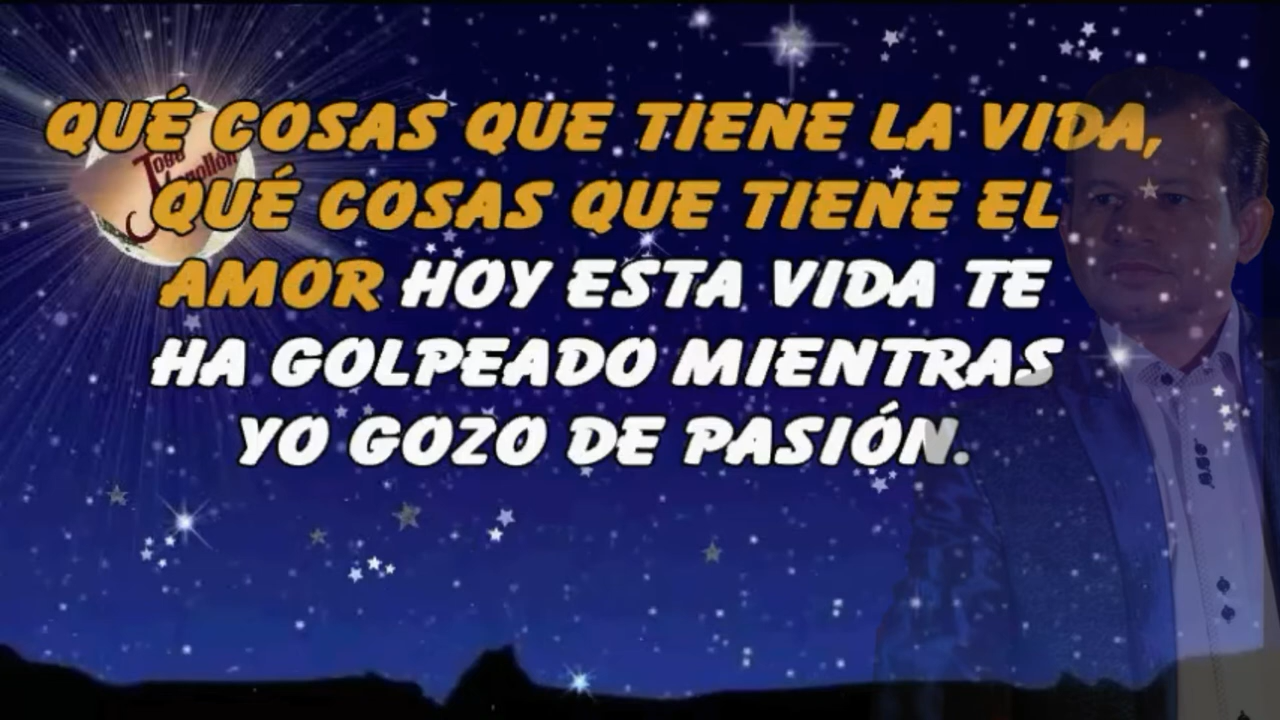 QUÉ COSAS QUE TIENE LA VIDA,
QUÉ COSAS QUE TIENE EL
AMOR HOY ESTA VIDA TE
HA GOLPEADO MIENTRAS
YO GOZO DE PASIÓN.